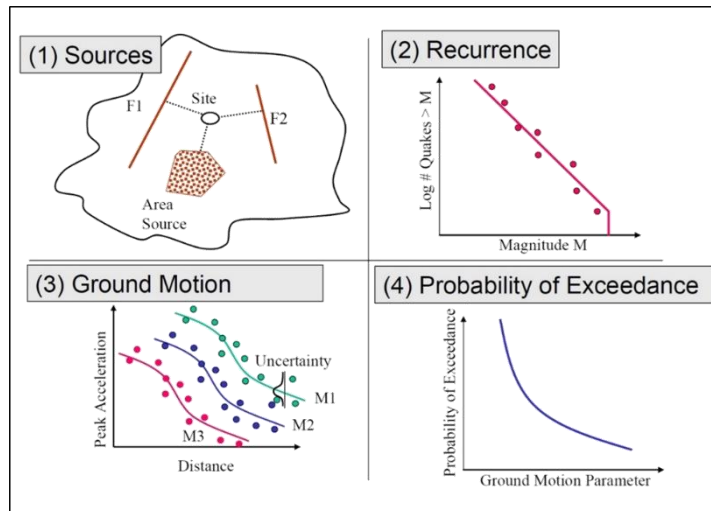 (1) Sources
F1
Site
F2
Area
Source
(2) Recurrence
Log # Quakes > M
Magnitude M
(3) Ground Motion
Peak Acceleration
Uncertainty
M1
M2
M3
Distance
(4) Probability of Exceedance
Probability of Exceedance
Ground Motion Parameter